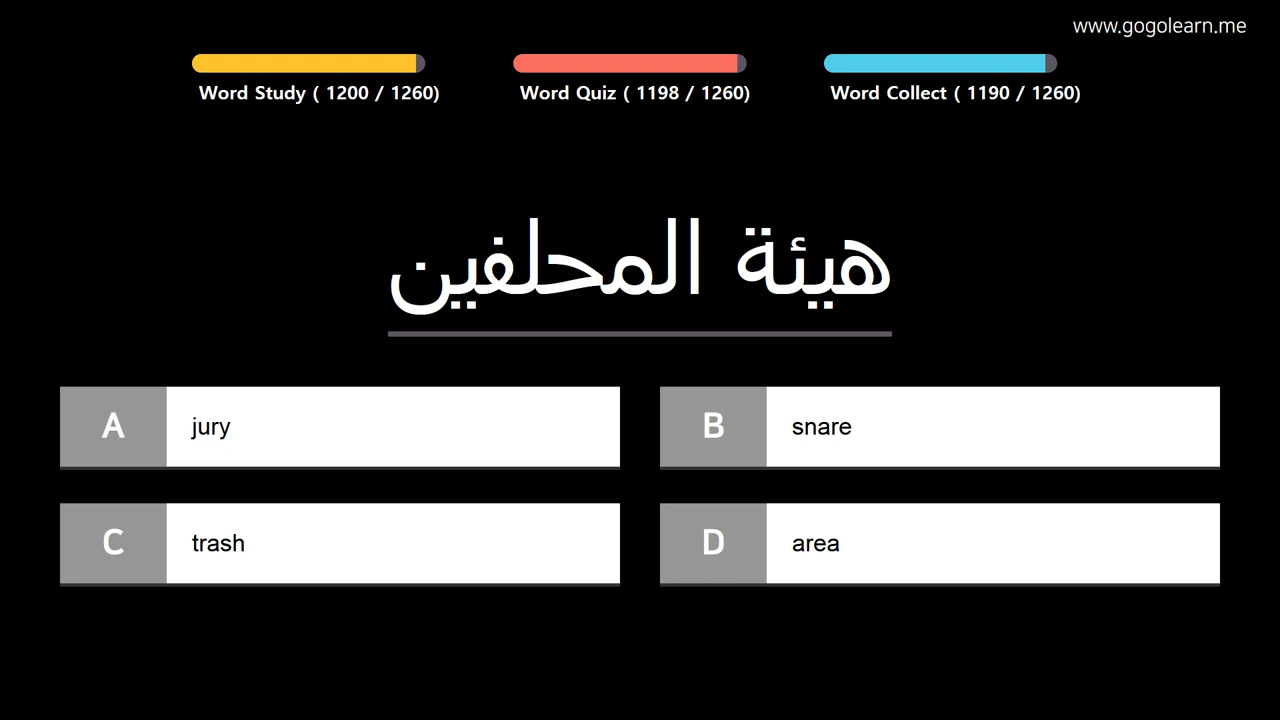 www.gogolearn.me
Word Study ( 1200 / 1260)
Word Quiz ( 1198 / 1260)
Word Collect ( 1190 / 1260)
هيئة المحلفين
A jury
B snare
C trash
D area